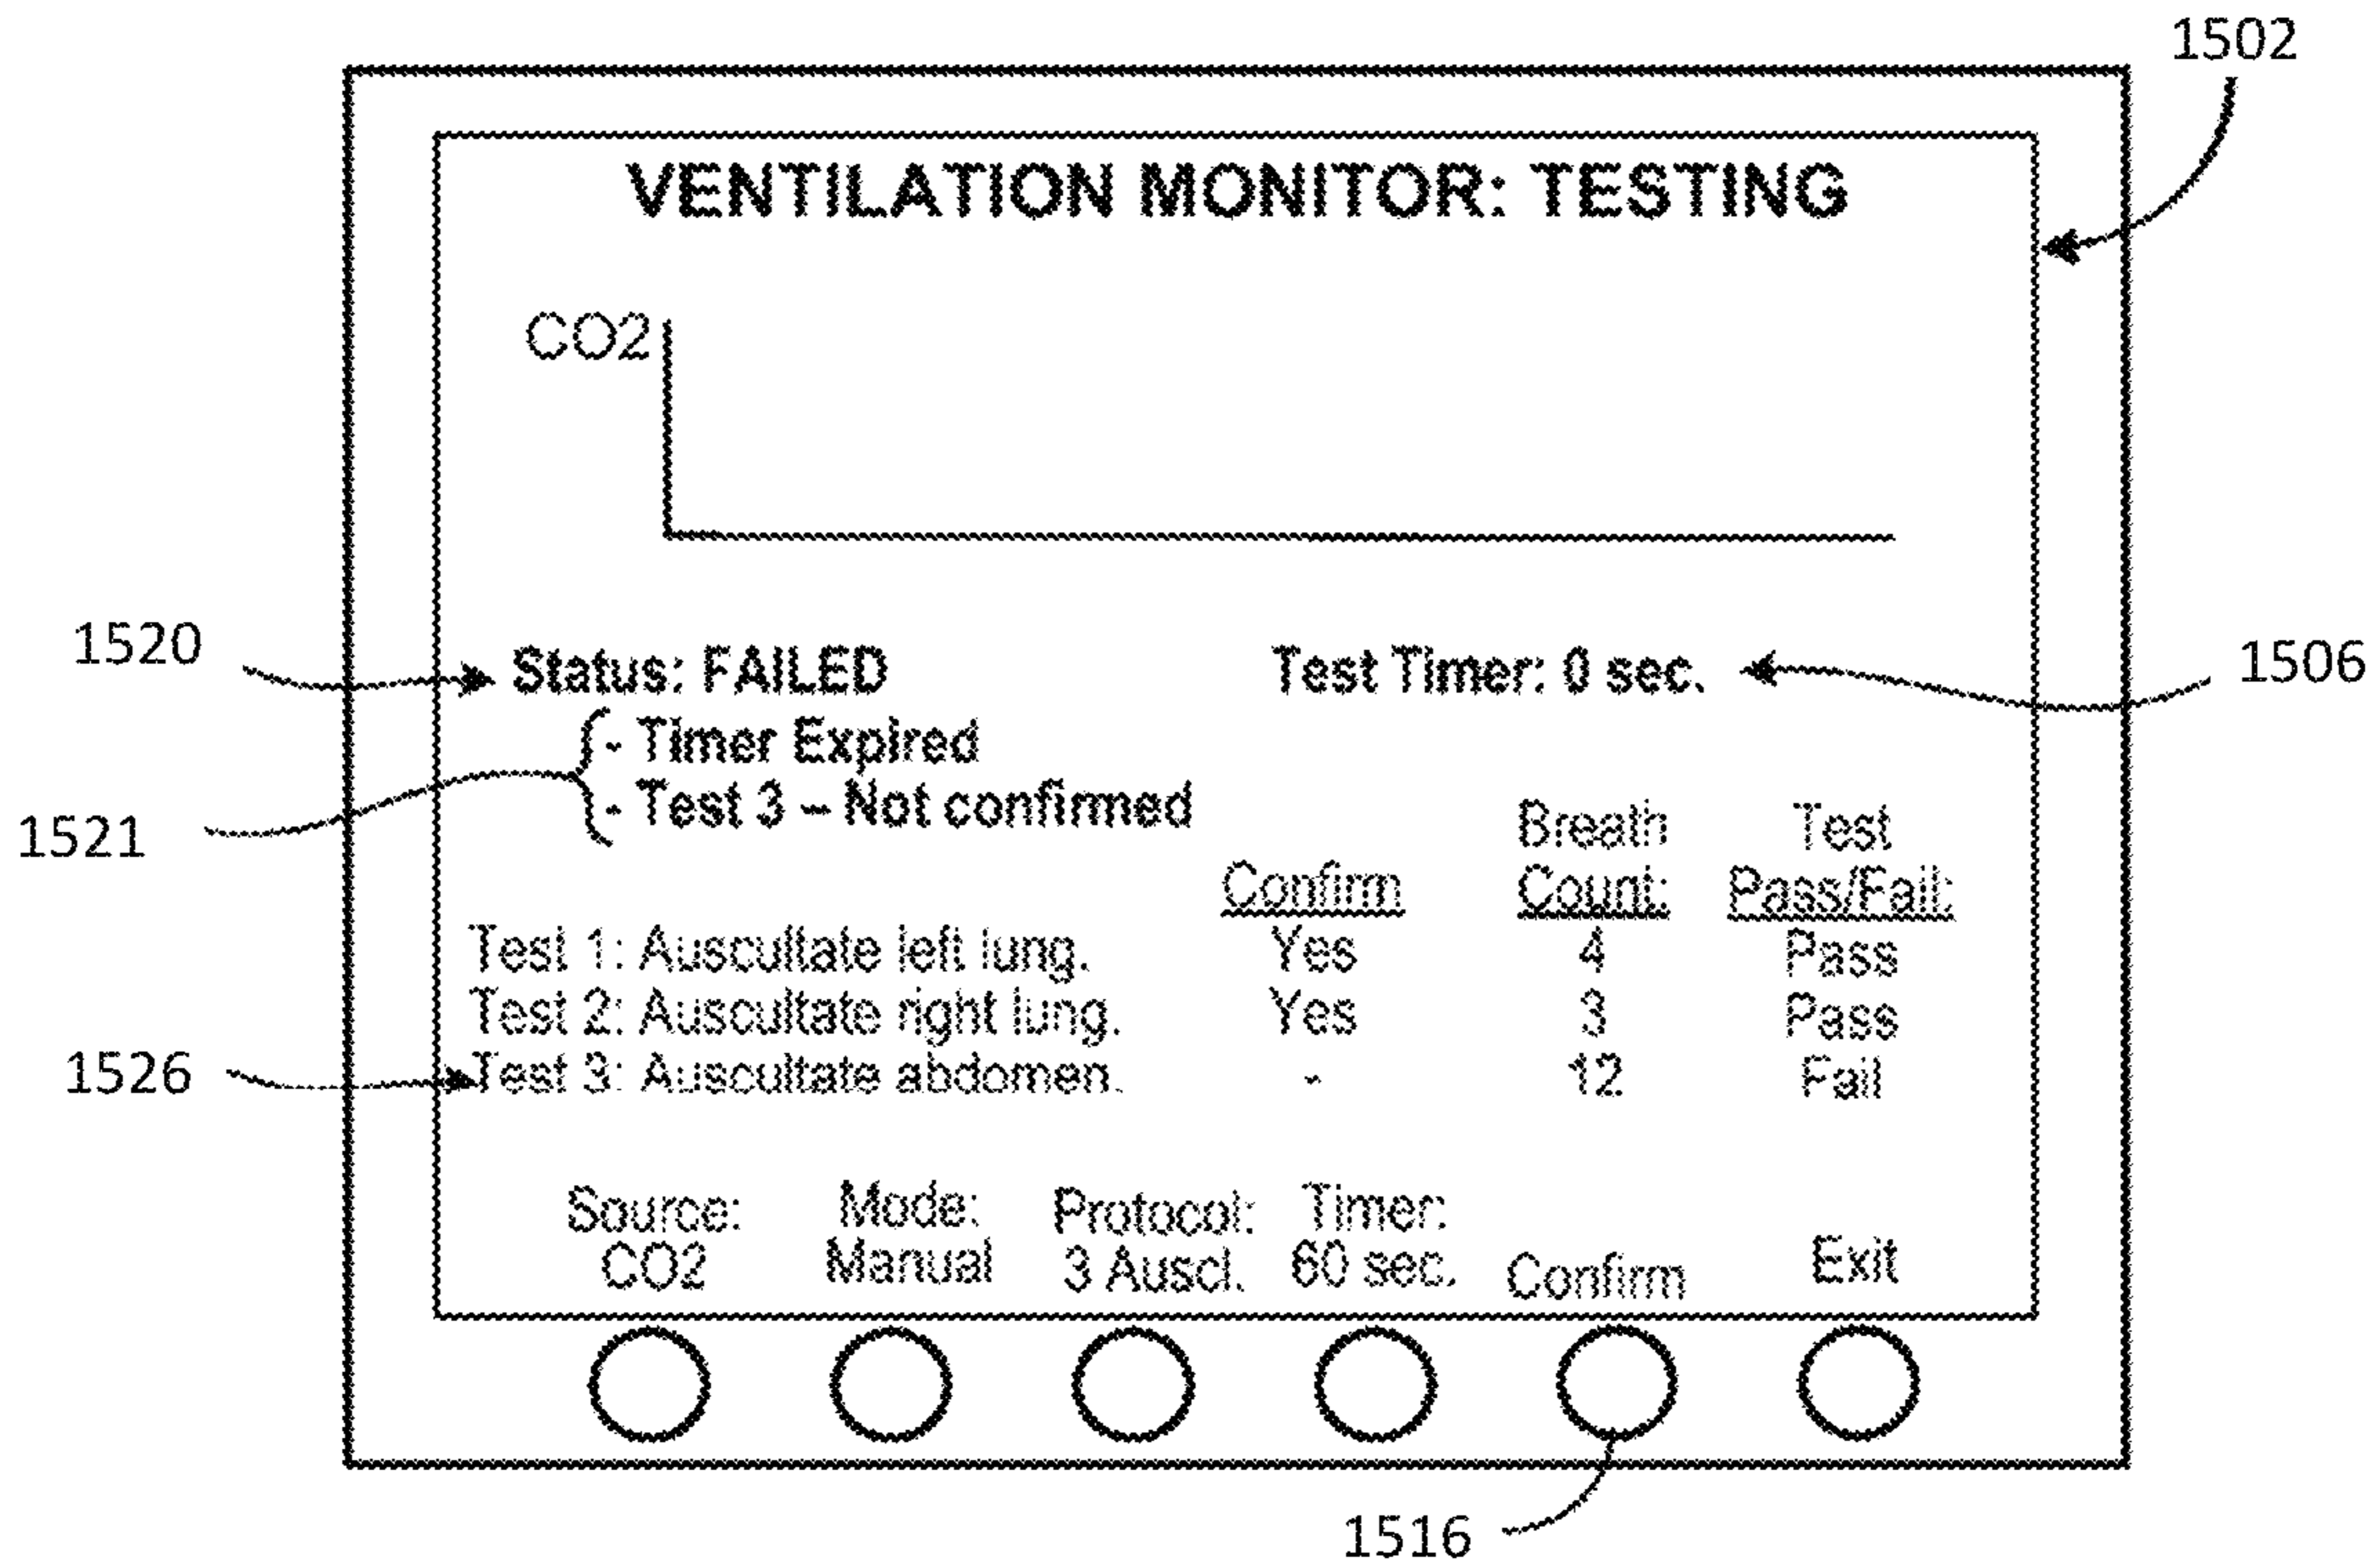 1502
VENTILATION MONITOR: TESTING
CO2
1520
Status: FAILED
Test Timer: 0 sec.
1506
- Timer Expired
- Test 3 – Not confirmed
1521
Confirm
Breath
Count:
Test
Pass/Fail:
Test 1: Auscultate left lung. Yes 4 Pass
Test 2: Auscultate right lung. Yes 3 Pass
1526
Test 3: Auscultate abdomen. - 12 Fail
Source:
CO2
Mode:
Manual
Protocol:
3 Auscl.
Timer:
60 sec.
Confirm
Exit
1516